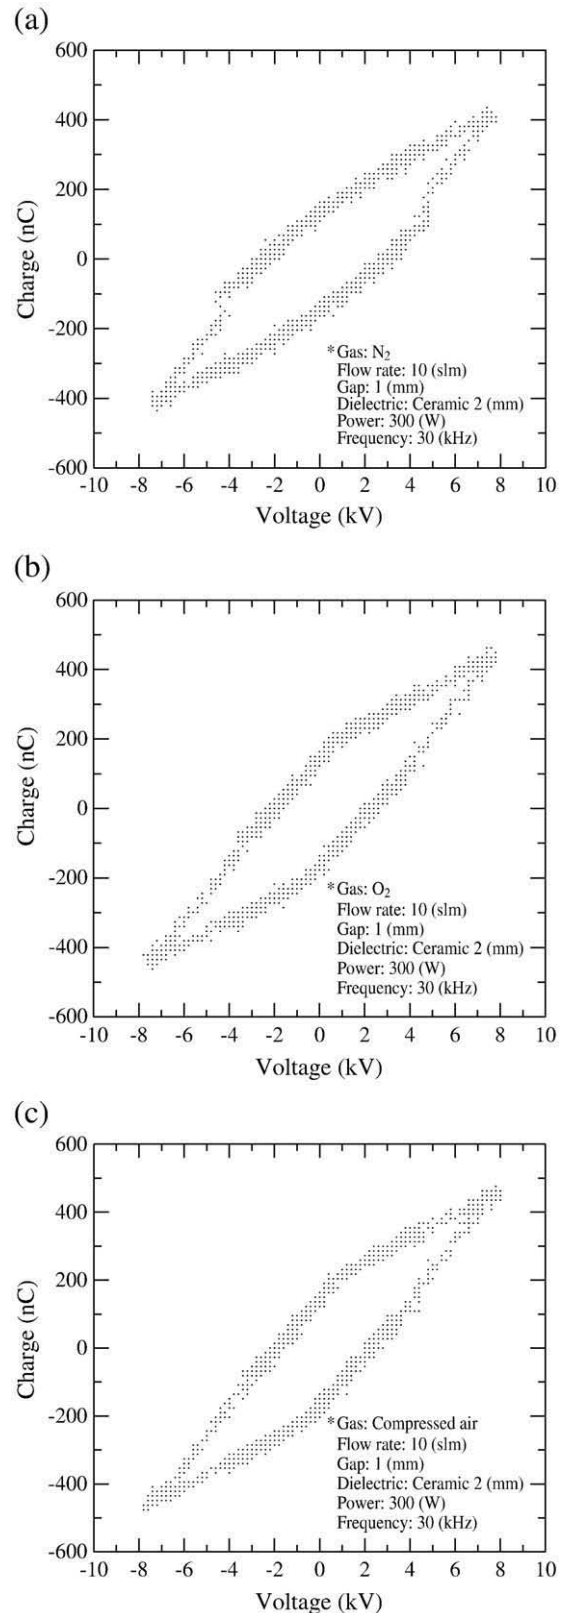 (a)
600
400
200
0
-200
-400
-600
Charge (nC)
*Gas: N₂
Flow rate: 10 (slm)
Gap: 1 (mm)
Dielectric: Ceramic 2 (mm)
Power: 300 (W)
Frequency: 30 (kHz)
-10 -8 -6 -4 -2 0 2 4 6 8 10
Voltage (kV)
(b)
600
400
200
0
-200
-400
-600
Charge (nC)
*Gas: O₂
Flow rate: 10 (slm)
Gap: 1 (mm)
Dielectric: Ceramic 2 (mm)
Power: 300 (W)
Frequency: 30 (kHz)
-10 -8 -6 -4 -2 0 2 4 6 8 10
Voltage (kV)
(c)
600
400
200
0
-200
-400
-600
Charge (nC)
*Gas: Compressed air
Flow rate: 10 (slm)
Gap: 1 (mm)
Dielectric: Ceramic 2 (mm)
Power: 300 (W)
Frequency: 30 (kHz)
-10 -8 -6 -4 -2 0 2 4 6 8 10
Voltage (kV)